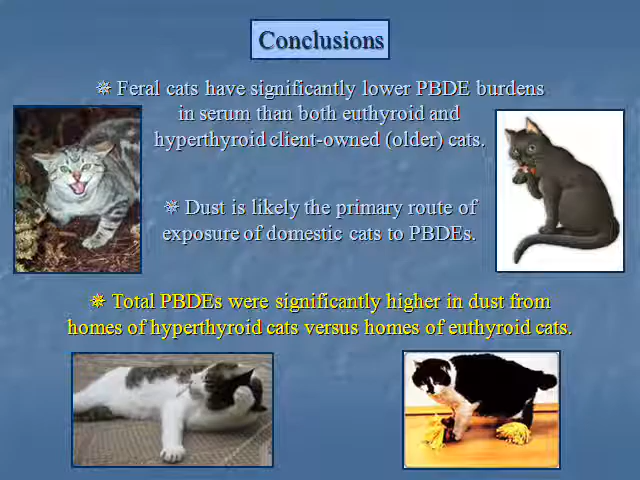 Conclusions
❋ Feral cats have significantly lower PBDE burdens
in serum than both euthyroid and
hyperthyroid client-owned (older) cats.
❋ Dust is likely the primary route of
exposure of domestic cats to PBDEs.
❋ Total PBDEs were significantly higher in dust from
homes of hyperthyroid cats versus homes of euthyroid cats.